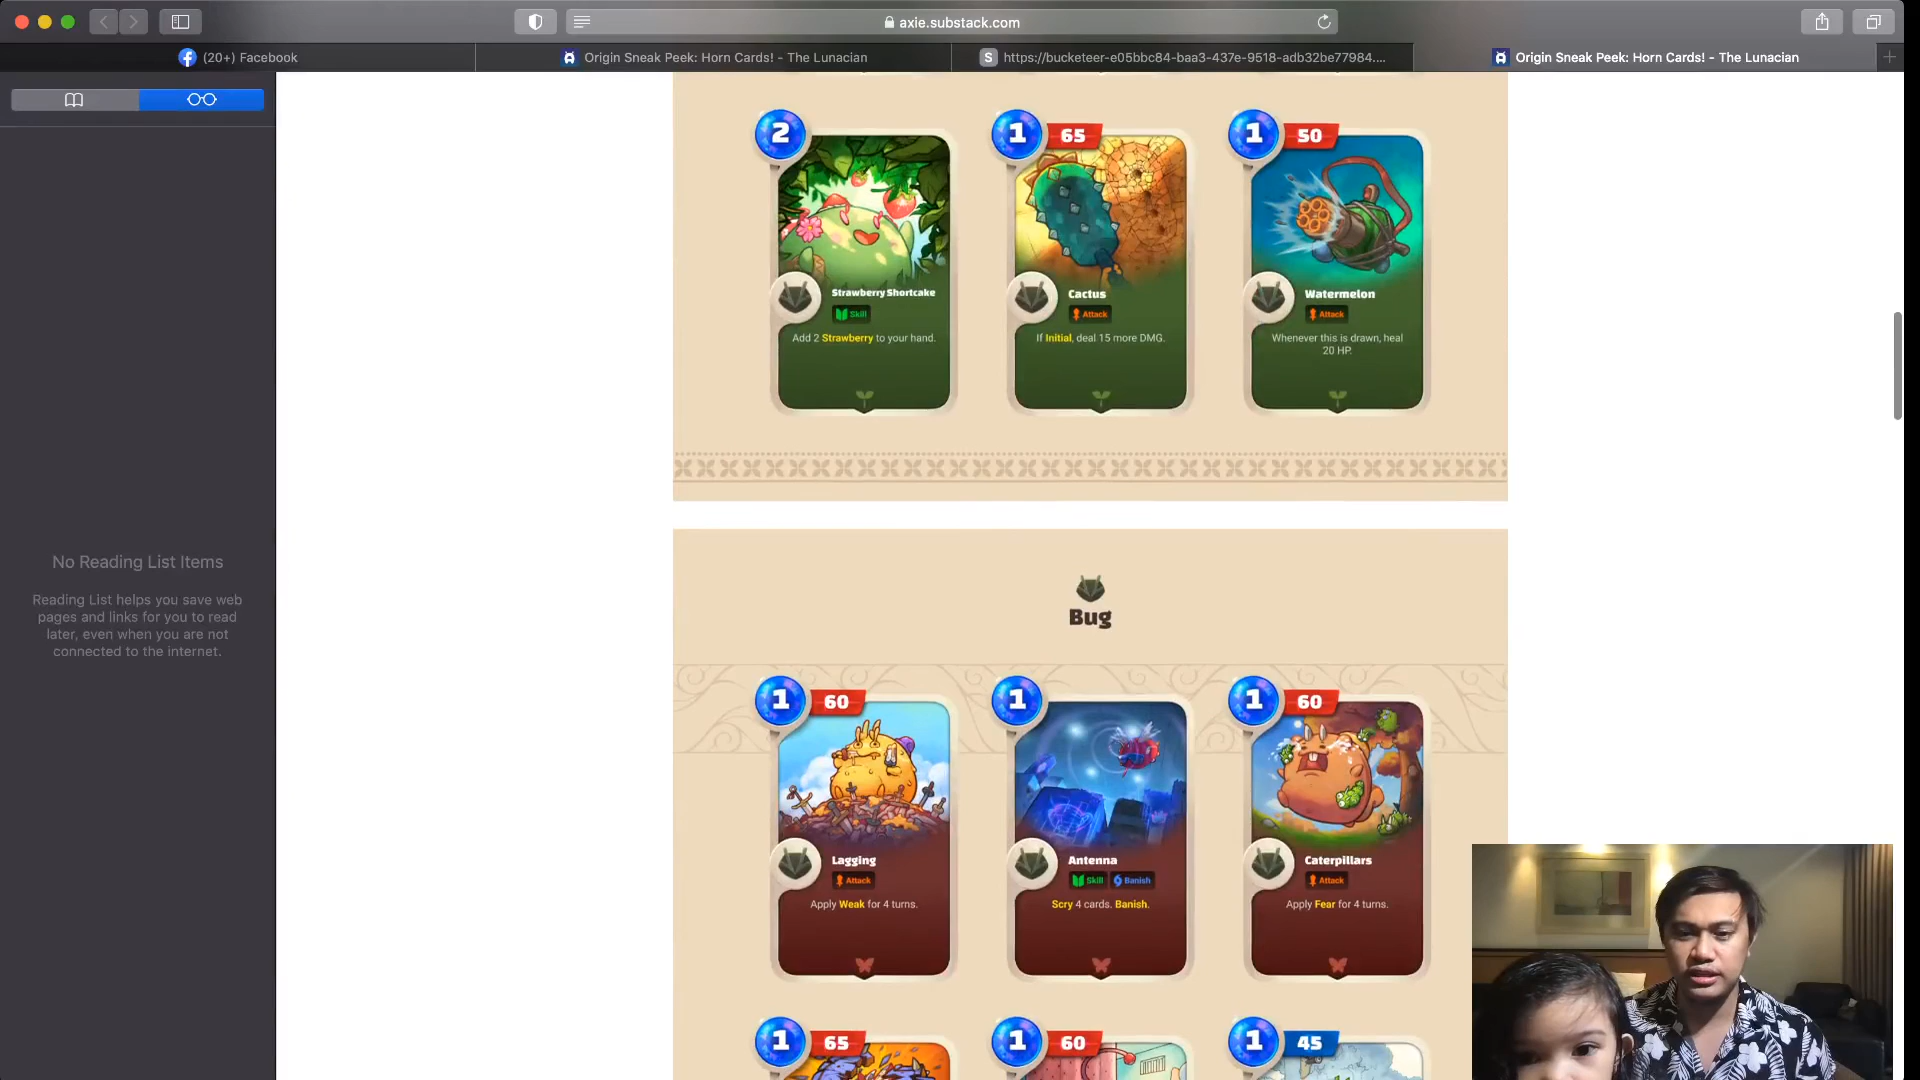 axie.substack.com
(20+) Facebook
Origin Sneak Peek: Horn Cards! - The Lunacian
S https://bucketeer-e05bbc84-baa3-437e-9518-adb32be77984....
Origin Sneak Peek: Horn Cards! - The Lunacian
No Reading List Items
Reading List helps you save web
pages and links for you to read
later, even when you are not
connected to the internet.
2
Strawberry Shortcake
Skill
Add 2 Strawberry to your hand.
1 65
Cactus
Attack
If Initial, deal 15 more DMG.
1 50
Watermelon
Attack
Whenever this is drawn, heal
20 HP.
Bug
1 60
Lagging
Attack
Apply Weak for 4 turns.
1
Antenna
Skill Banish
Scry 4 cards. Banish.
1 60
Caterpillars
Attack
Apply Fear for 4 turns.
1 65
1 60
1 45